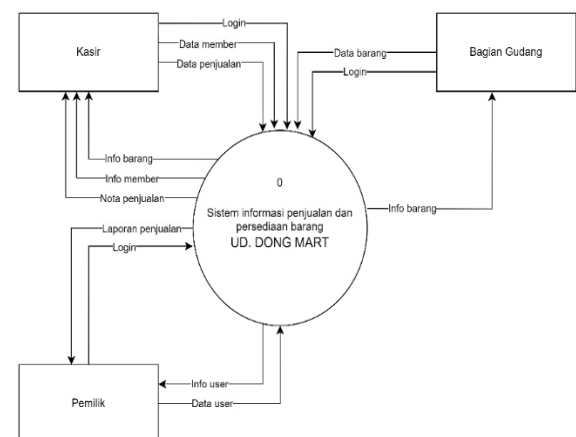 Login
Kasir
Data member
Data penjualan
Data barang
Bagian Gudang
Login
Info barang
Info member
Nota penjualan
0
Sistem informasi penjualan dan
persediaan barang
UD. DONG MART
Info barang
Laporan penjualan
Login
Info user
Pemilik
Data user